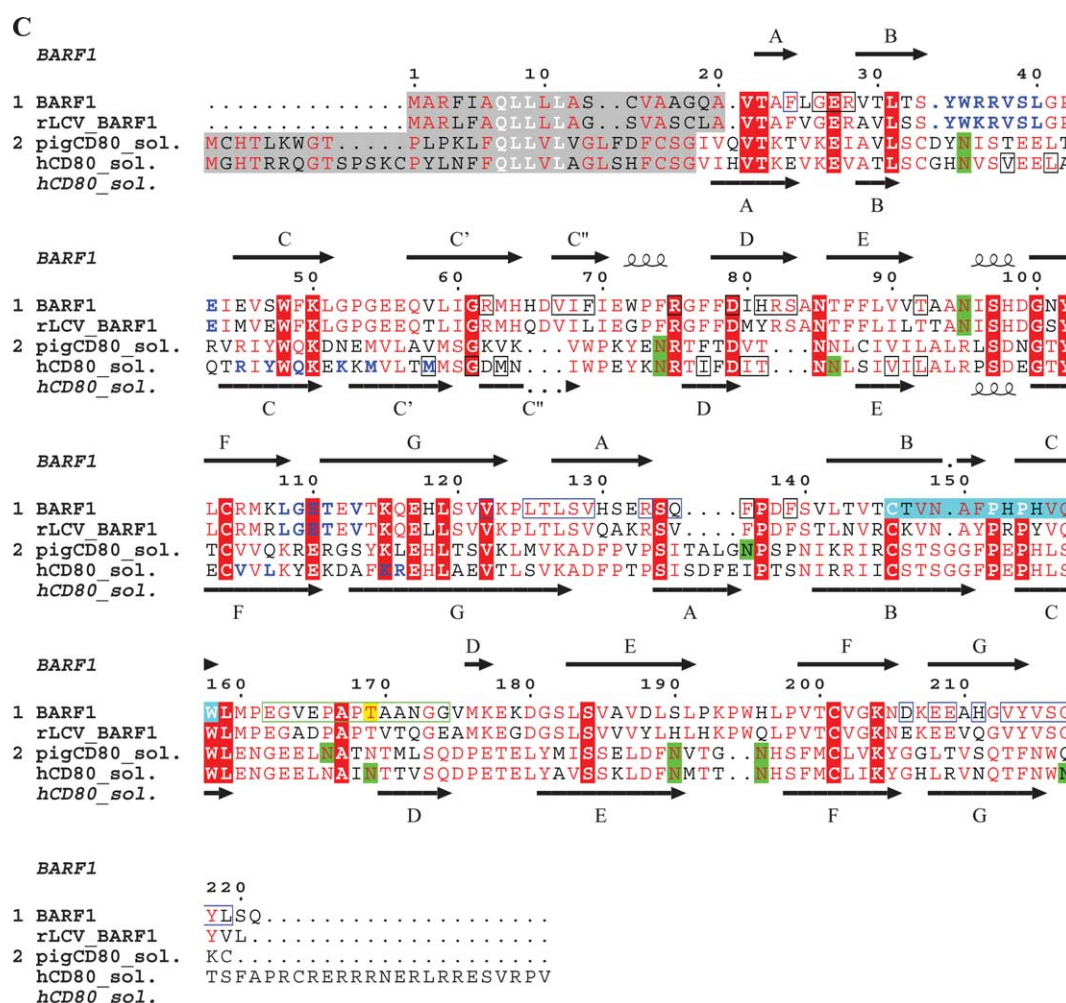 C
BARF1
A B
1 10 20 30 40
1 BARF1 ..............MARFIAQLLLLAS..CVAAGQA.VTAFLGERVTLTS.YWRRVSLGP
rLCV_BARF1 ..............MARLFAQLLLLAG..SVASCLA.VTAFVGERAVLSS.YWKRVSLGP
2 pigCD80_sol. MCHTLKWGT.....PLPKLFQLLVLVGLFDFCSGIVQVTKTVKEIAVLSCDYNISTEELT
hCD80_sol. MGHTRRQGTSPSKCPYLNFFQLLVLAGLSHFCSGVIHVTKEVKEVATLSCGHNVSVEELA
hCD80_sol.
A B
C C' C" D E
BARF1
50 60 70 80 90 100
1 BARF1 EIEVSWFKLGPGEEQVLIGRMHHDVIFIEWPFRGFFDIHRSANTFFLVVTAANISHDGNY
rLCV_BARF1 EIMVEWFKLGPGEEQTLIGRMHQDVILIEGPFRGFFDMYRSANTFFLILTTANISHDGSY
2 pigCD80_sol. RVRIYWQKDNEMVLAVMSGKVK...VWPKYENRTFTDVT...NNLCIVILALRLSDNGTY
hCD80_sol. QTRIYWQKEKKMVLTMMSGDMN...IWPEYKNRTIFDIT...NNLSIVILALRPSDEGTY
hCD80_sol.
C C' C" D E
F G A B C
BARF1
110 120 130 140 150
1 BARF1 LCRMKLGETEVTKQEHLSVVKPLTLSVHSERSQ....FPDFSVLTVTCTVN.AFPHPHVQ
rLCV_BARF1 LCRLKLGETEVTKQEHLSVVKPLTLSVQAKRSV....FPDFSTLNVRCKVN.AYPRPYVQ
2 pigCD80_sol. TCVVQKRERGSYKLEHLTSVKLMVKADFPVPSITALGNPSPNIKRIRCSTSGGFPEPHLS
hCD80_sol. ECVVLKYEKDAFKREHLAEVTLSVKADFPTPSISDFEIPTSNIRRIICSTSGGFPEPHLS
hCD80_sol.
F G A B C
D E F G
BARF1
160 170 180 190 200 210
1 BARF1 WLMPEGVEPAPTAANGGVMKEKDGSLSVAVDLSLPKPWHLPVTCVGKNDKEEAHGVYVSG
rLCV_BARF1 WLMPEGADPAPTVTQGEAMKEGDGSLSVVVYLHLHKPWQLPVTCVGKNEKEEVQGVYVSG
2 pigCD80_sol. WLENGEELNATNTMLSQDPETELYMISSELDFNVTG..NHSFMCLVKYGGLTVSQTFNWQ
hCD80_sol. WLENGEELNAINTTVSQDPETELYAVSSKLDFNMTT..NHSFMCLIKYGHLRVNQTFNWN
hCD80_sol.
D E F G
BARF1
220
1 BARF1 YLSQ....................
rLCV_BARF1 YVL.....................
2 pigCD80_sol. KC......................
hCD80_sol. TSFAPRCRERRRNERLRRESVRPV
hCD80_sol.